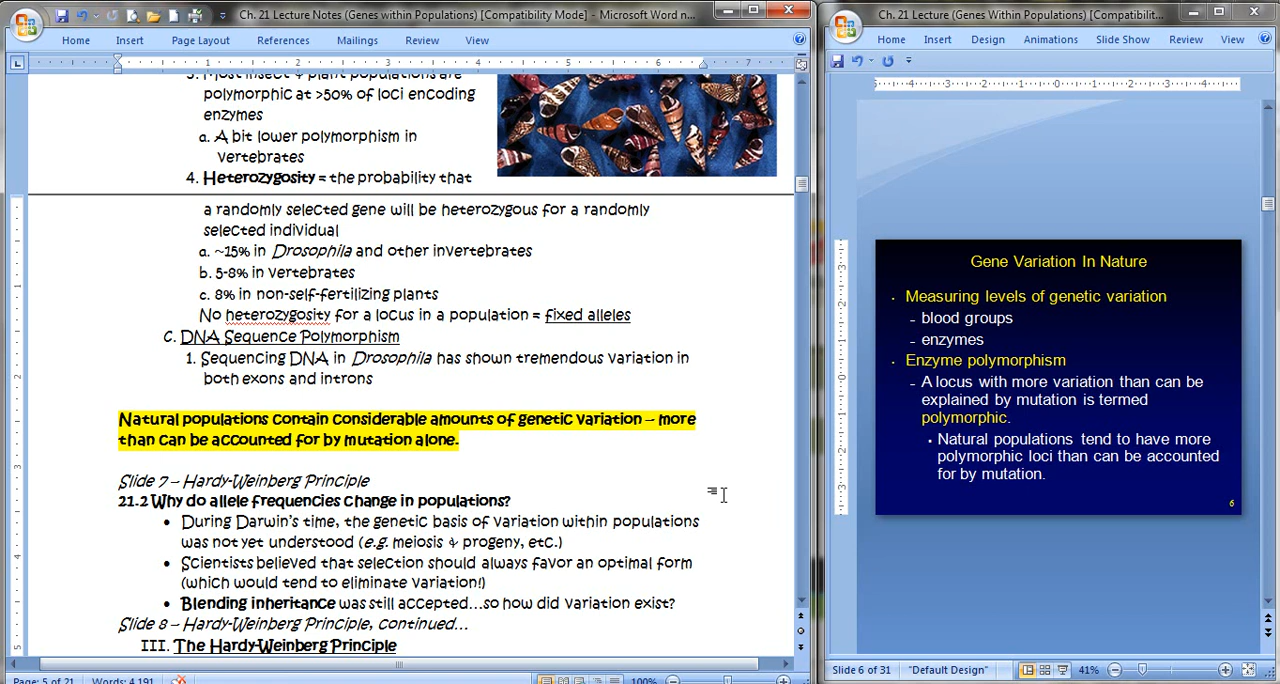 Ch. 21 Lecture Notes (Genes within Populations) [Compatibility Mode] - Microsoft Word n...
Home Insert Page Layout References Mailings Review View
1 2 3 4 5 6 7
3. Most insect & plant populations are
polymorphic at >50% of loci encoding
enzymes
a. A bit lower polymorphism in
vertebrates
4. Heterozygosity = the probability that
a randomly selected gene will be heterozygous for a randomly
selected individual
a. ~15% in Drosophila and other invertebrates
b. 5-8% in vertebrates
c. 8% in non-self-fertilizing plants
No heterozygosity for a locus in a population = fixed alleles
C. DNA Sequence Polymorphism
1. Sequencing DNA in Drosophila has shown tremendous variation in
both exons and introns
Natural populations contain considerable amounts of genetic variation – more
than can be accounted for by mutation alone.
Slide 7 – Hardy-Weinberg Principle
21.2 Why do allele frequencies change in populations?
• During Darwin's time, the genetic basis of variation within populations
was not yet understood (e.g. meiosis & progeny, etc.)
• Scientists believed that selection should always favor an optimal form
(which would tend to eliminate variation!)
• Blending inheritance was still accepted...so how did variation exist?
Slide 8 – Hardy-Weinberg Principle, continued...
III. The Hardy-Weinberg Principle
Page: 5 of 21 Words: 4,191 100%
Ch. 21 Lecture (Genes Within Populations) [Compatibilit...
Home Insert Design Animations Slide Show Review View
Gene Variation In Nature
• Measuring levels of genetic variation
- blood groups
- enzymes
• Enzyme polymorphism
- A locus with more variation than can be
explained by mutation is termed
polymorphic.
• Natural populations tend to have more
polymorphic loci than can be accounted
for by mutation.
6
Slide 6 of 31 "Default Design" 41%